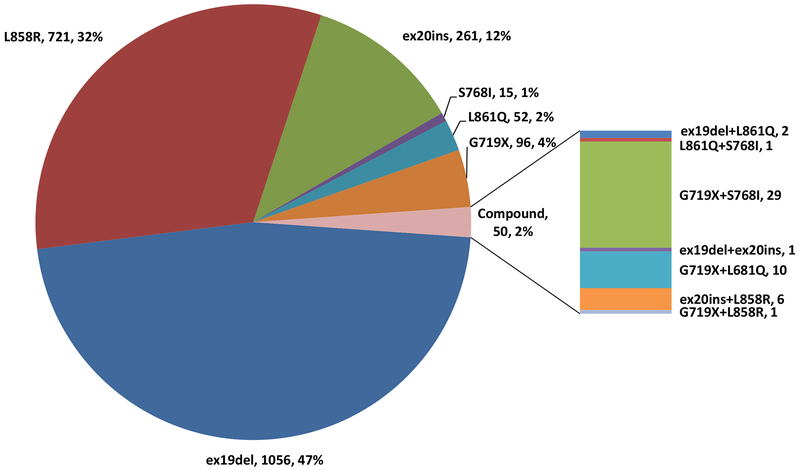 L858R, 721, 32%
ex20ins, 261, 12%
S768I, 15, 1%
L861Q, 52, 2%
G719X, 96, 4%
Compound,
50, 2%
ex19del, 1056, 47%
ex19del+L861Q, 2
L861Q+S768I, 1
G719X+S768I, 29
ex19del+ex20ins, 1
G719X+L681Q, 10
ex20ins+L858R, 6
G719X+L858R, 1